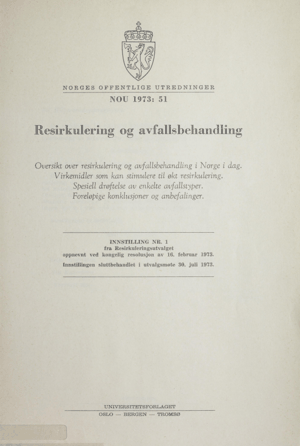 NORGES OFFENTLIGE UTREDNINGER
NOU 1973: 51
Resirkulering og avfallsbehandling
Oversikt over resirkulering og avfallsbehandling i Norge i dag.
Virkemidler som kan stimulere til økt resirkulering.
Spesiell drøftelse av enkelte avfallstyper.
Foreløpige konklusjoner og anbefalinger.
INNSTILLING NR. 1
fra Resirkuleringsutvalget
oppnevnt ved kongelig resolusjon av 16. februar 1973.
Innstillingen sluttbehandlet i utvalgsmøte 30. juli 1973.
UNIVERSITETSFORLAGET
OSLO — BERGEN — TROMSØ